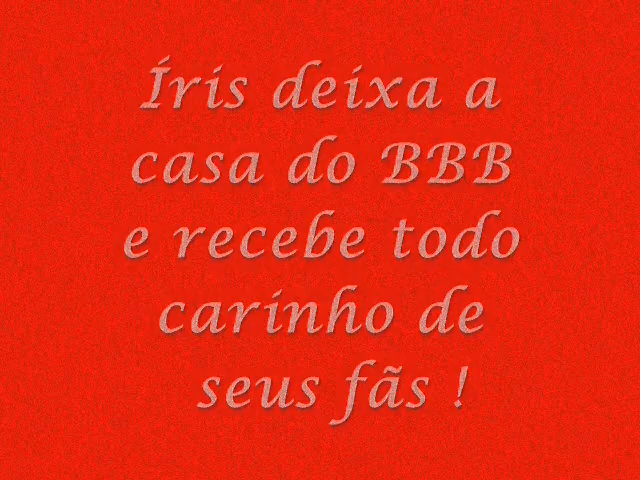 Íris deixa a
casa do BBB
e recebe todo
carinho de
seus fãs !